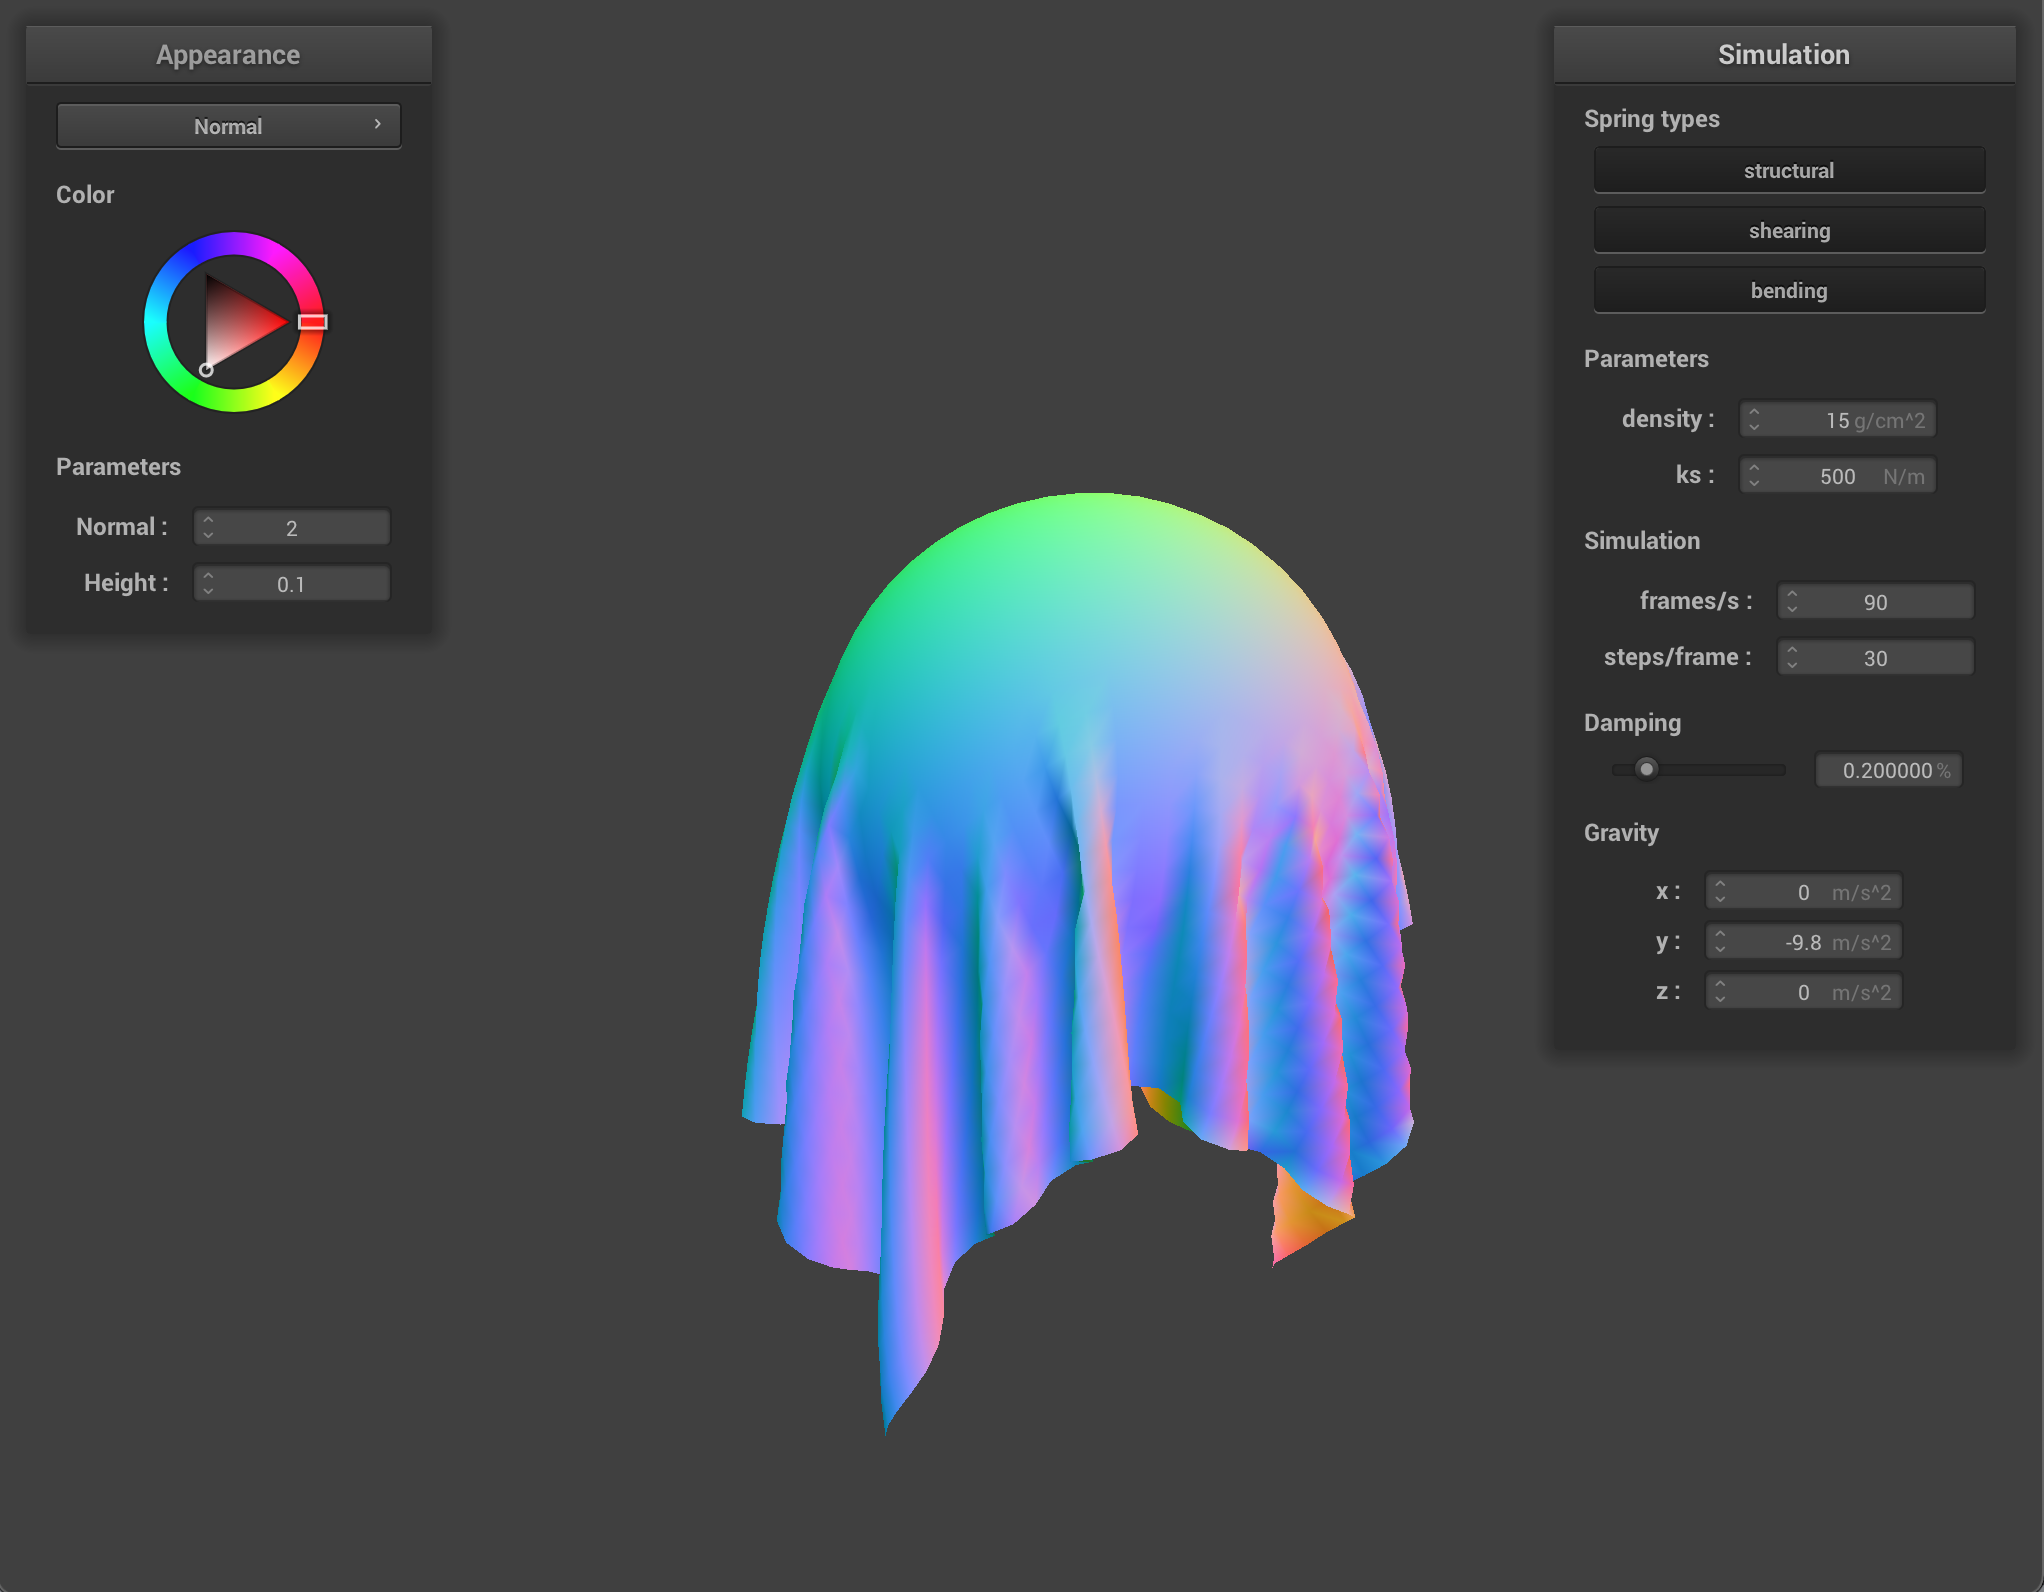 Appearance
Normal
Color
Parameters
Normal : 2
Height : 0.1
Simulation
Spring types
structural
shearing
bending
Parameters
density : 15 g/cm^2
ks : 500 N/m
Simulation
frames/s : 90
steps/frame : 30
Damping
0.200000 %
Gravity
x : 0 m/s^2
y : -9.8 m/s^2
z : 0 m/s^2